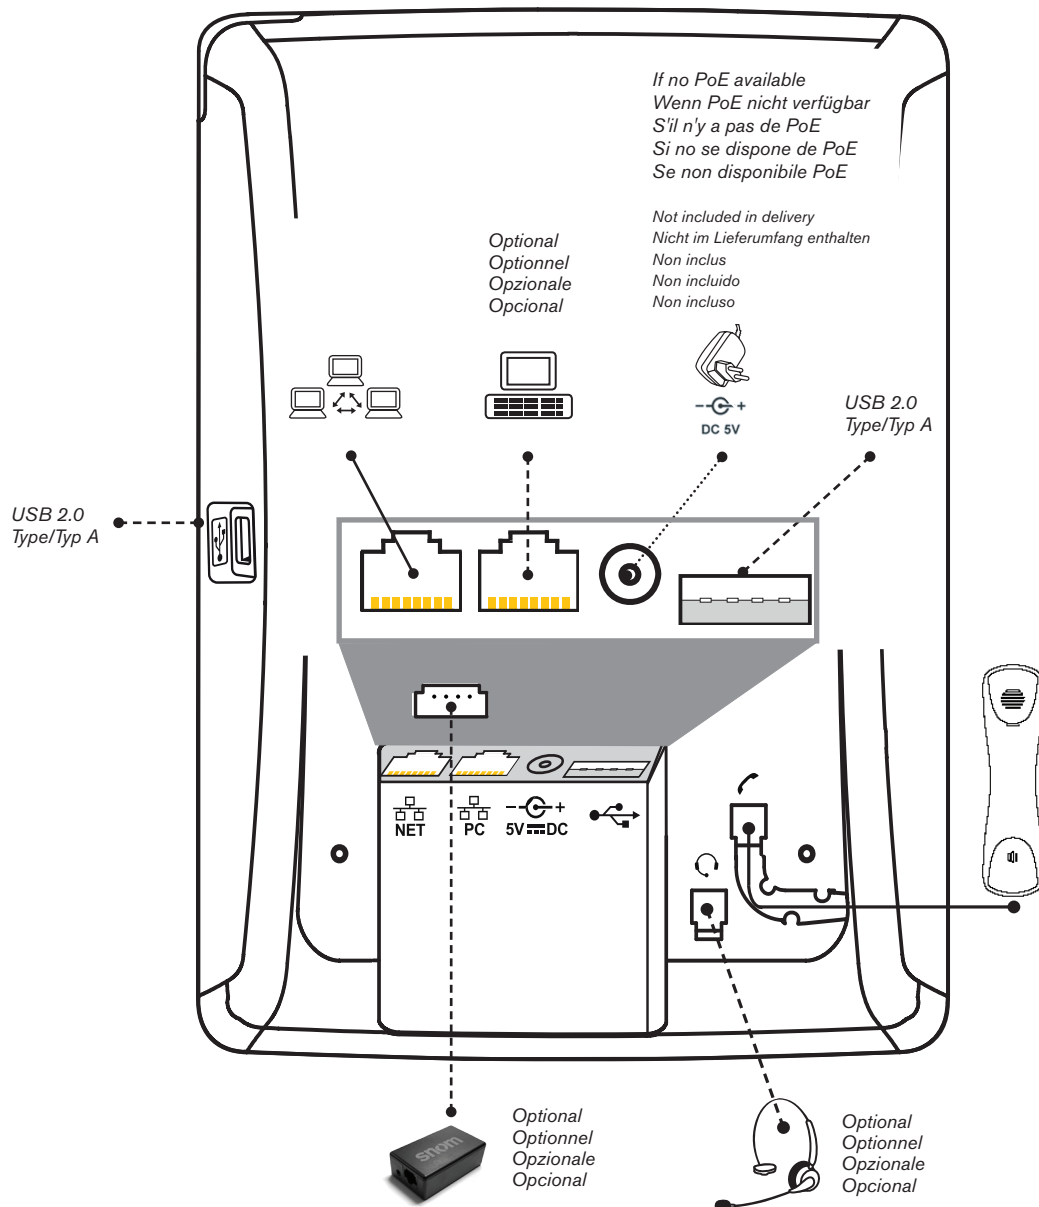 If no PoE available
Wenn PoE nicht verfügbar
S'il n'y a pas de PoE
Si no se dispone de PoE
Se non disponibile PoE
Not included in delivery
Nicht im Lieferumfang enthalten
Non inclus
Non incluido
Non incluso
Optional
Optionnel
Opzionale
Opcional
DC 5V
USB 2.0
Type/Typ A
USB 2.0
Type/Typ A
NET
PC
5V DC
snom
Optional
Optionnel
Opzionale
Opcional
Optional
Optionnel
Opzionale
Opcional